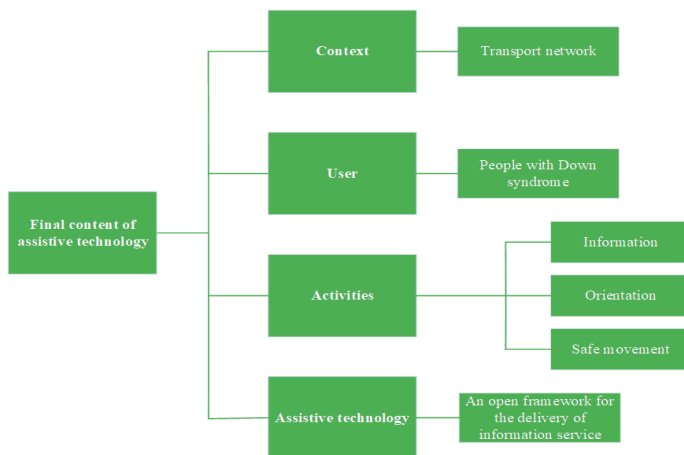 Context
Transport network
User
People with Down
syndrome
Final content of
assistive technology
Information
Activities
Orientation
Safe movement
Assistive technology
An open framework for
the delivery of
information service